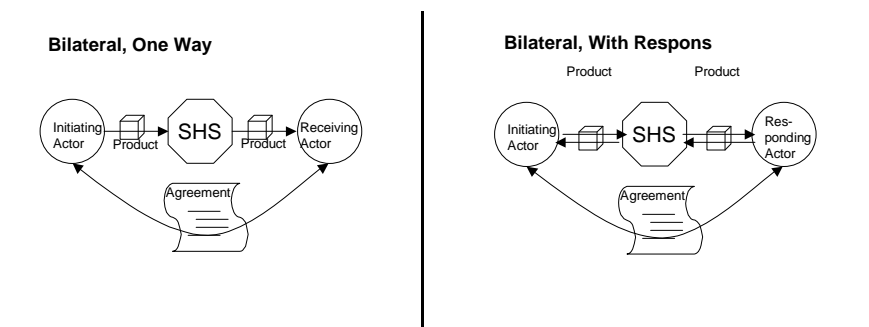 Bilateral, One Way
Initiating
Actor
Product
SHS
Product
Receiving
Actor
Agreement
Bilateral, With Respons
Product
Product
Initiating
Actor
SHS
Res-
ponding
Actor
Agreement